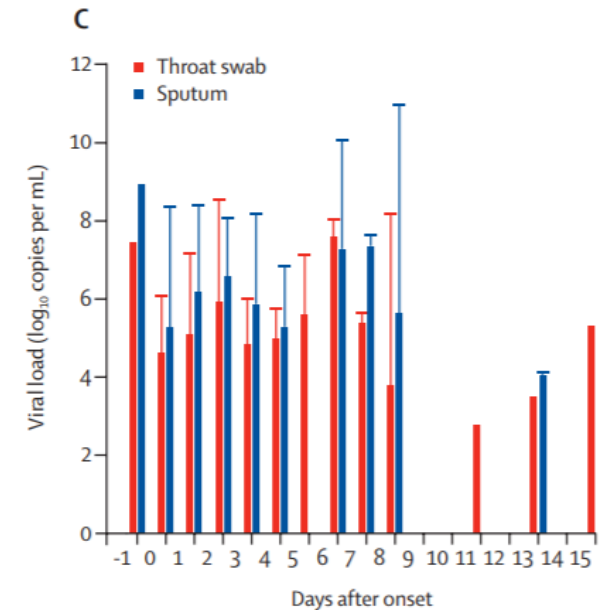 C
12
Throat swab
Sputum
10
8
6
4
2
0
Viral load (log₁₀ copies per mL)
-1 0 1 2 3 4 5 6 7 8 9 10 11 12 13 14 15
Days after onset